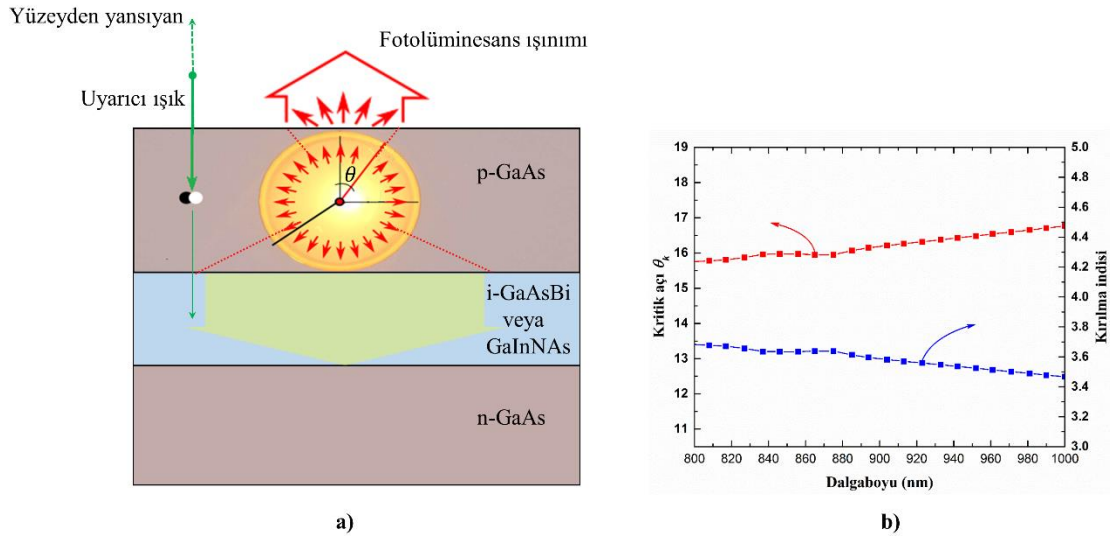 Yüzeyden yansıyan
Fotolüminesans ışınımı
Uyarıcı ışık
θ
p-GaAs
i-GaAsBi
veya
GaInNAs
n-GaAs
a)
19
18
17
16
15
14
13
12
11
Kritik açı θk
5.0
4.8
4.6
4.4
4.2
4.0
3.8
3.6
3.4
3.2
3.0
Kırılma indisi
800 820 840 860 880 900 920 940 960 980 1000
Dalgaboyu (nm)
b)